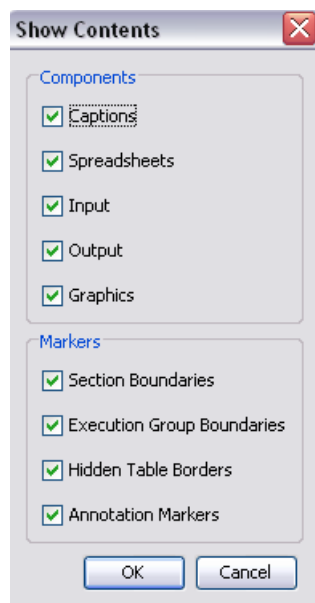 Show Contents
Components
Captions
Spreadsheets
Input
Output
Graphics
Markers
Section Boundaries
Execution Group Boundaries
Hidden Table Borders
Annotation Markers
OK Cancel